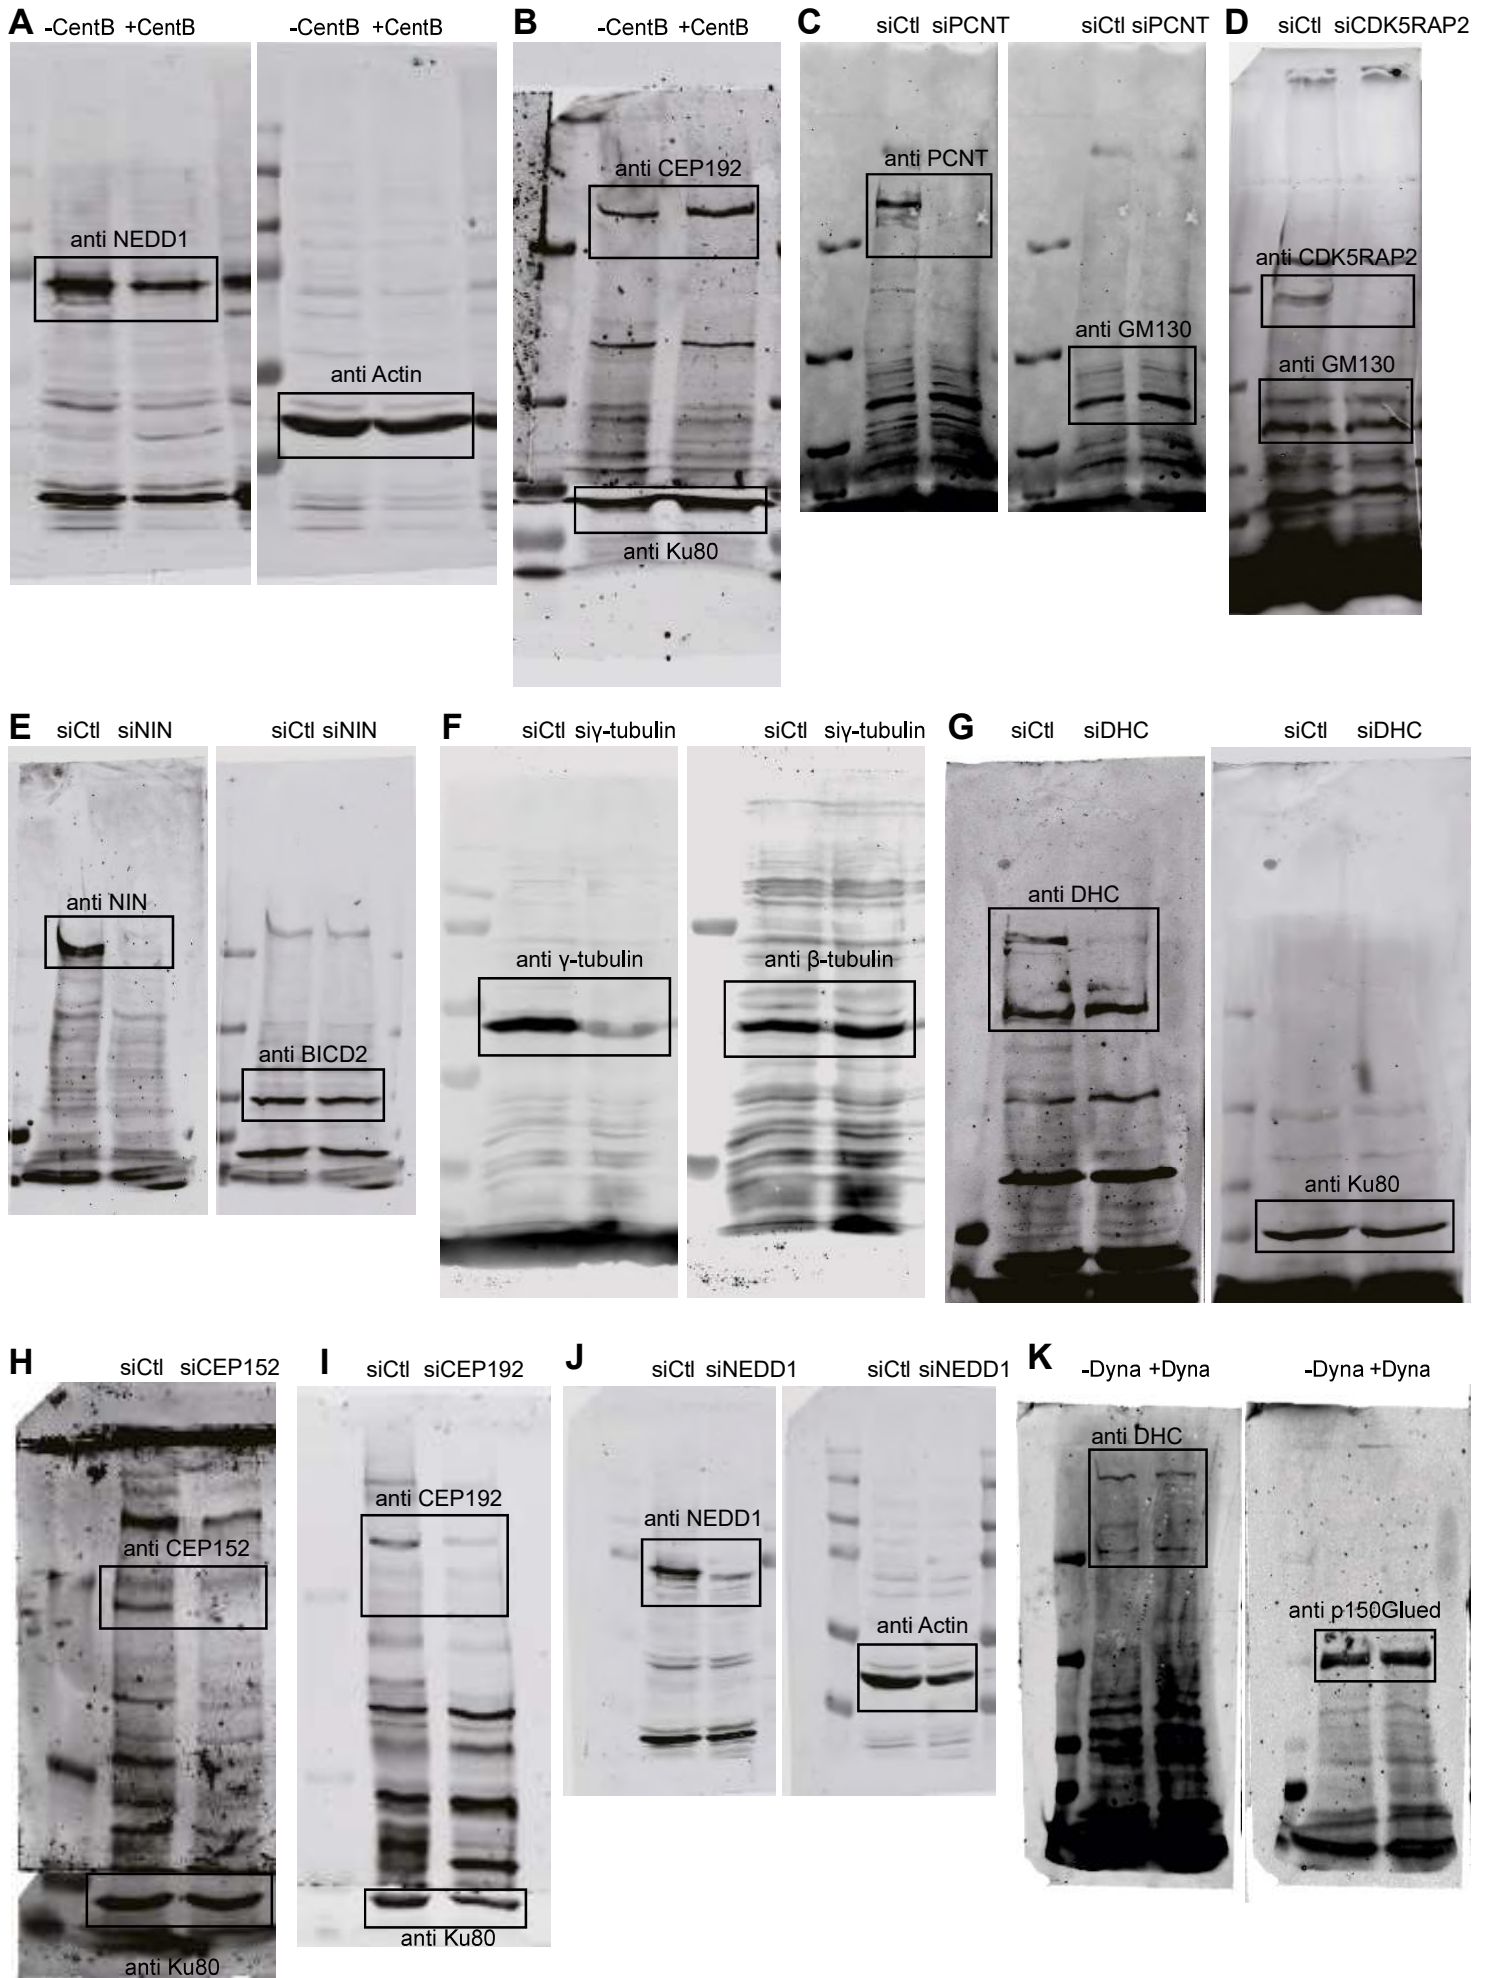 A -CentB +CentB -CentB +CentB
anti NEDD1
anti Actin
B -CentB +CentB
anti CEP192
anti Ku80
C siCtl siPCNT siCtl siPCNT
anti PCNT
anti GM130
D siCtl siCDK5RAP2
anti CDK5RAP2
anti GM130
E siCtl siNIN siCtl siNIN
anti NIN
anti BICD2
F siCtl siγ-tubulin siCtl siγ-tubulin
anti γ-tubulin anti β-tubulin
G siCtl siDHC siCtl siDHC
anti DHC
anti Ku80
H siCtl siCEP152
anti CEP152
anti Ku80
I siCtl siCEP192
anti CEP192
anti Ku80
J siCtl siNEDD1 siCtl siNEDD1
anti NEDD1
anti Actin
K -Dyna +Dyna -Dyna +Dyna
anti DHC
anti p150Glued